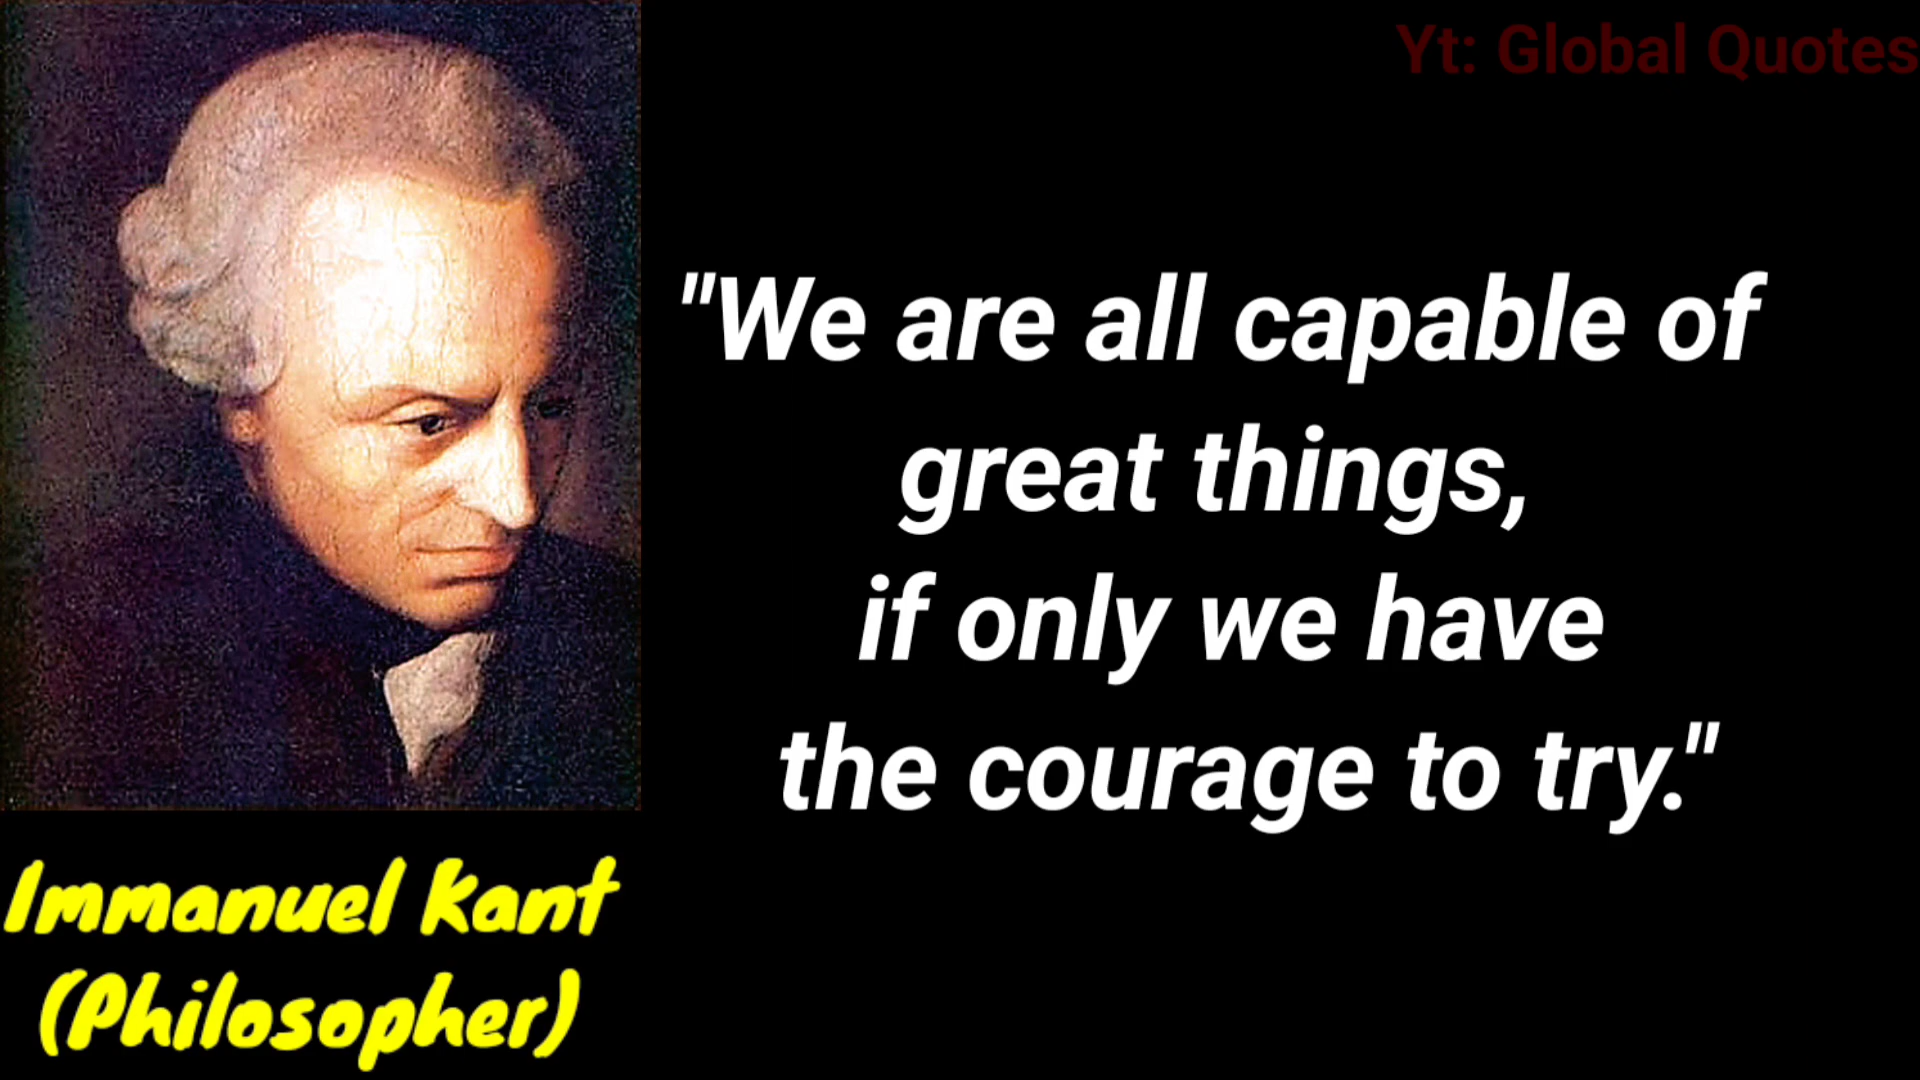 Yt: Global Quotes
"We are all capable of
great things,
if only we have
the courage to try."
Immanuel Kant
(Philosopher)